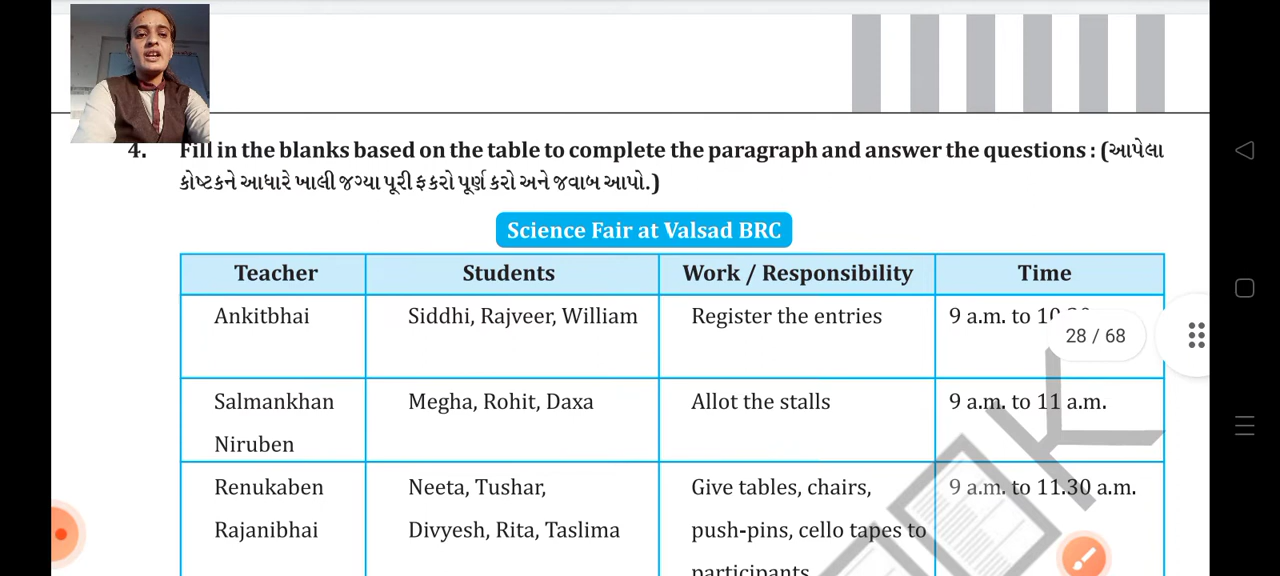 4. Fill in the blanks based on the table to complete the paragraph and answer the questions : (આપેલા
કોષ્ટકને આધારે ખાલી જગ્યા પૂરી ફકરો પૂર્ણ કરો અને જવાબ આપો.)
Science Fair at Valsad BRC
Teacher Students Work / Responsibility Time
Ankitbhai Siddhi, Rajveer, William Register the entries 9 a.m. to
28 / 68
Salmankhan Megha, Rohit, Daxa Allot the stalls 9 a.m. to 11 a.m.
Niruben
Renukaben Neeta, Tushar, Give tables, chairs, 9 a.m. to 11.30 a.m.
Rajanibhai Divyesh, Rita, Taslima push-pins, cello tapes to
participants